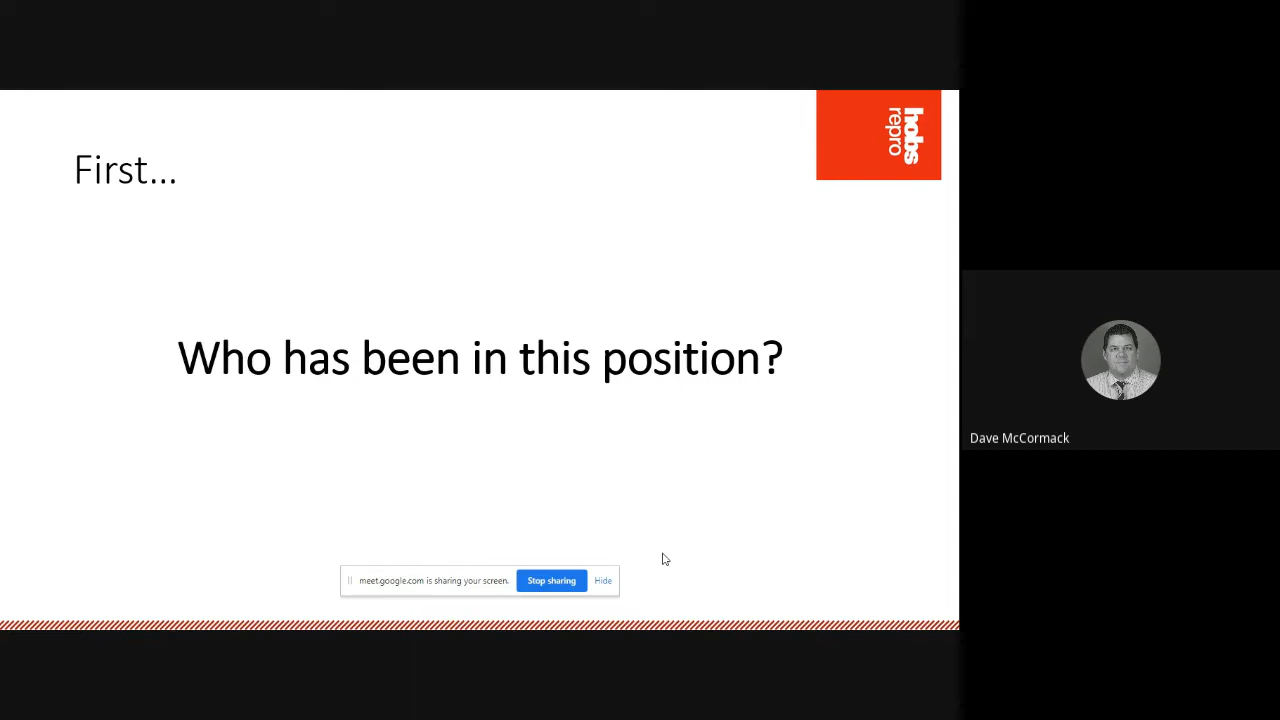 hobs
repro
First...
Who has been in this position?
Dave McCormack
meet.google.com is sharing your screen.
Stop sharing
Hide